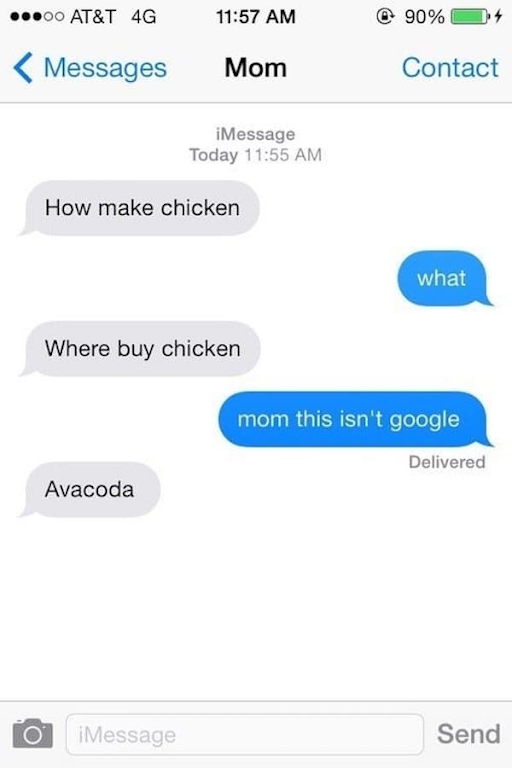 AT&T 4G 11:57 AM 90%
Messages Mom Contact
iMessage
Today 11:55 AM
How make chicken
what
Where buy chicken
mom this isn't google
Delivered
Avacoda
iMessage Send